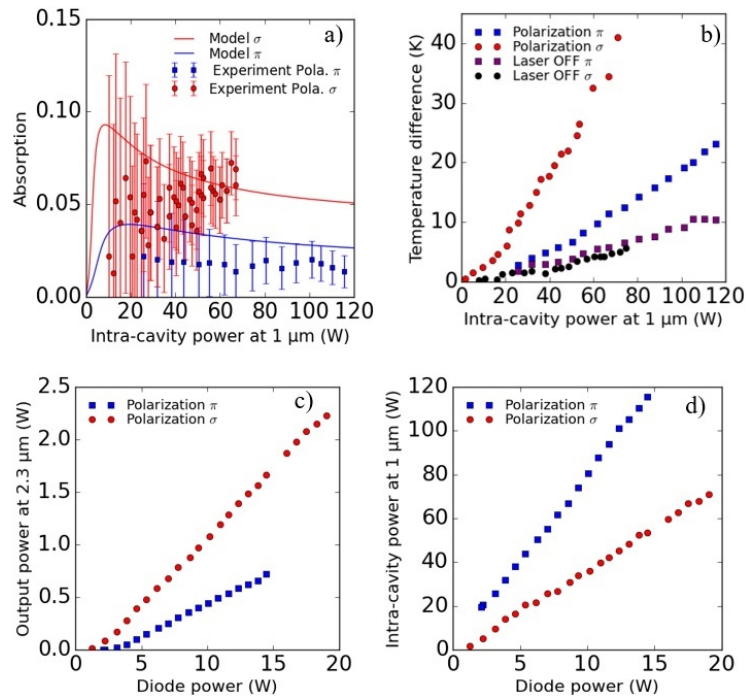 a)
Model σ
Model π
Experiment Pola. π
Experiment Pola. σ
0.20
0.15
0.10
0.05
0.00
Absorption
0 20 40 60 80 100 120
Intra-cavity power at 1 μm (W)
b)
Polarization π
Polarization σ
Laser OFF π
Laser OFF σ
40
30
20
10
0
Temperature difference (K)
0 20 40 60 80 100 120
Intra-cavity power at 1 μm (W)
c)
Polarization π
Polarization σ
2.5
2.0
1.5
1.0
0.5
0.0
Output power at 2.3 μm (W)
0 5 10 15 20
Diode power (W)
d)
Polarization π
Polarization σ
120
100
80
60
40
20
0
Intra-cavity power at 1 μm (W)
0 5 10 15 20
Diode power (W)